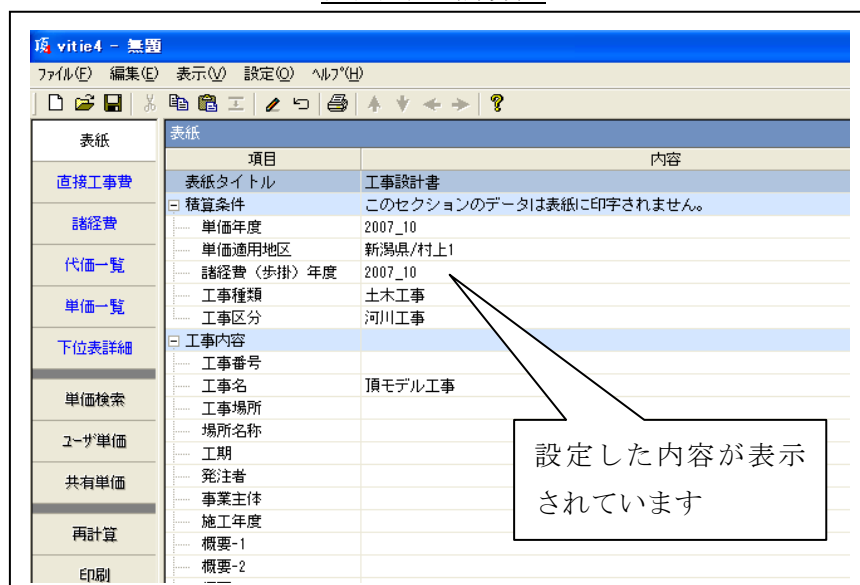 頂 vitie4 - 無題
ファイル(F) 編集(E) 表示(V) 設定(O) ヘルプ(H)
表紙
直接工事費
諸経費
代価一覧
単価一覧
下位表詳細
単価検索
ユーザ単価
共有単価
再計算
印刷
表紙
項目 内容
表紙タイトル 工事設計書
積算条件 このセクションのデータは表紙に印字されません。
単価年度 2007_10
単価適用地区 新潟県/村上1
諸経費（歩掛）年度 2007_10
工事種類 土木工事
工事区分 河川工事
工事内容
工事番号
工事名 頂モデル工事
工事場所
場所名称
工期
発注者
事業主体
施工年度
概要-1
概要-2
設定した内容が表示
されています